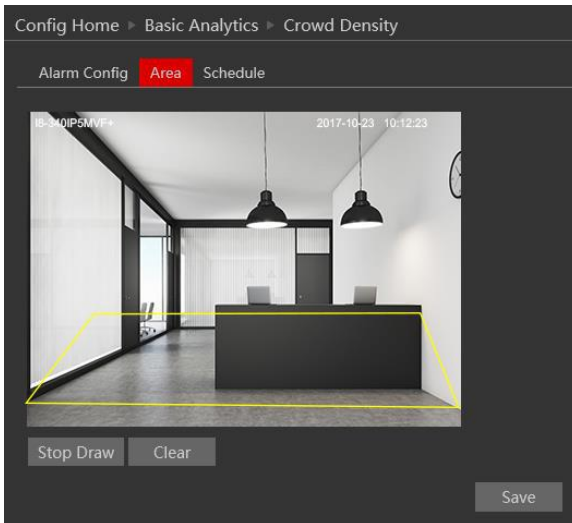 Config Home ▶ Basic Analytics ▶ Crowd Density
Alarm Config Area Schedule
I8-340IP5MVF+ 2017-10-23 10:12:23
Stop Draw Clear
Save